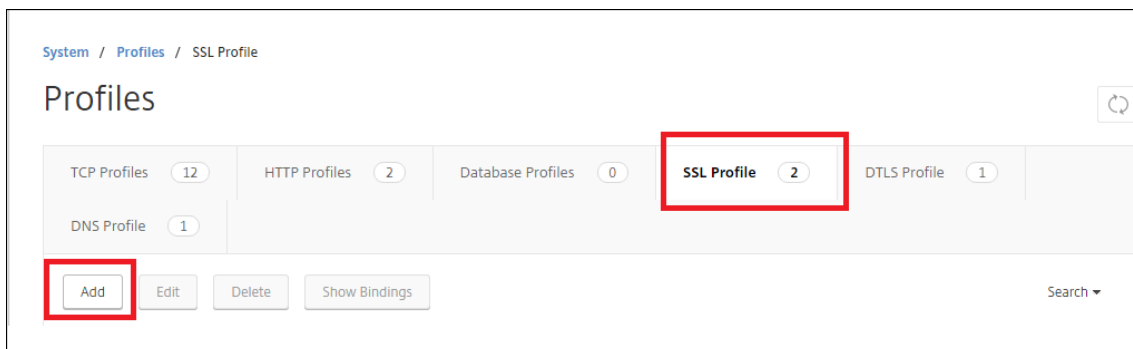 System / Profiles / SSL Profile
Profiles
TCP Profiles 12 HTTP Profiles 2 Database Profiles 0 SSL Profile 2 DTLS Profile 1
DNS Profile 1
Add Edit Delete Show Bindings Search